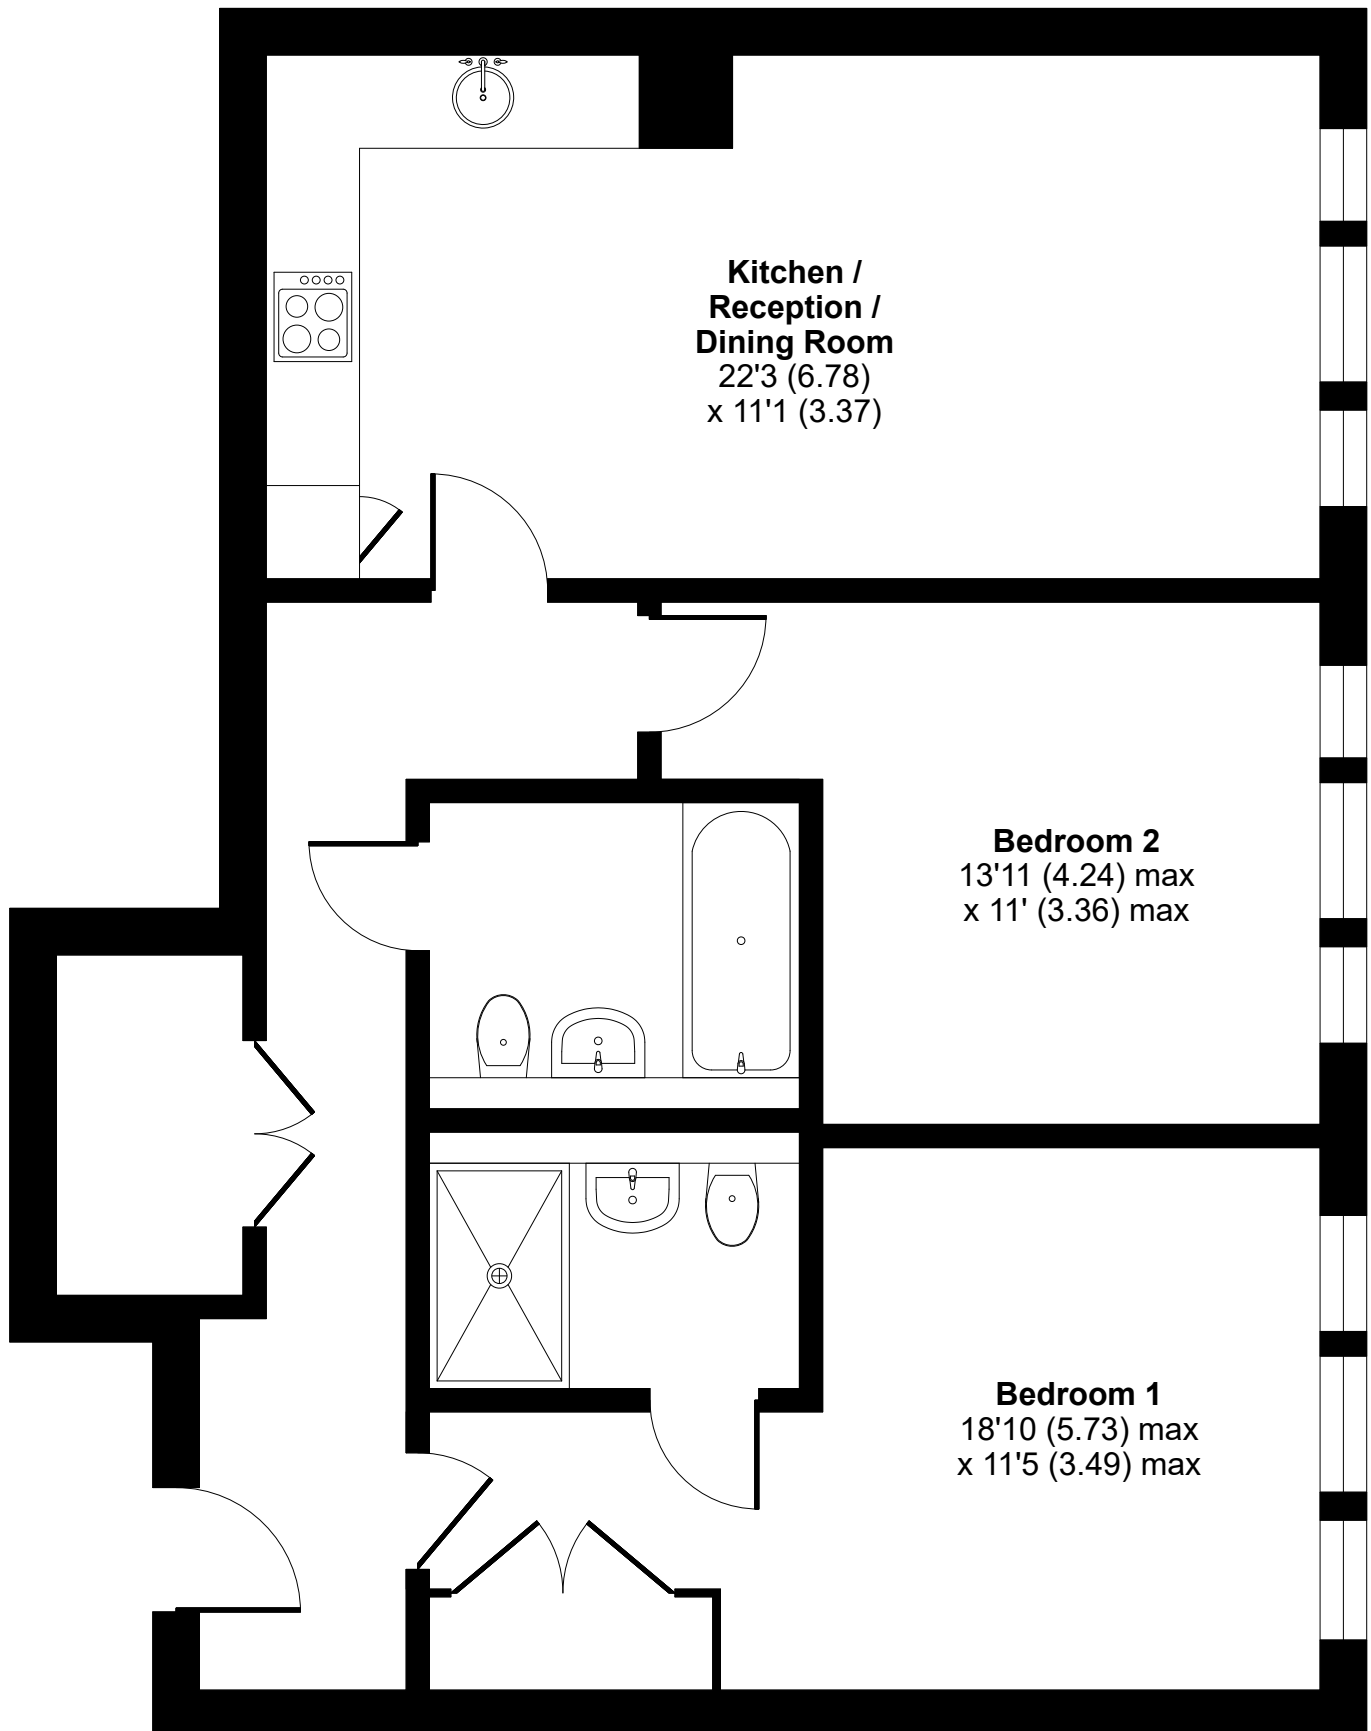 Kitchen /
Reception /
Dining Room
22'3 (6.78)
x 11'1 (3.37)
Bedroom 2
13'11 (4.24) max
x 11' (3.36) max
Bedroom 1
18'10 (5.73) max
x 11'5 (3.49) max